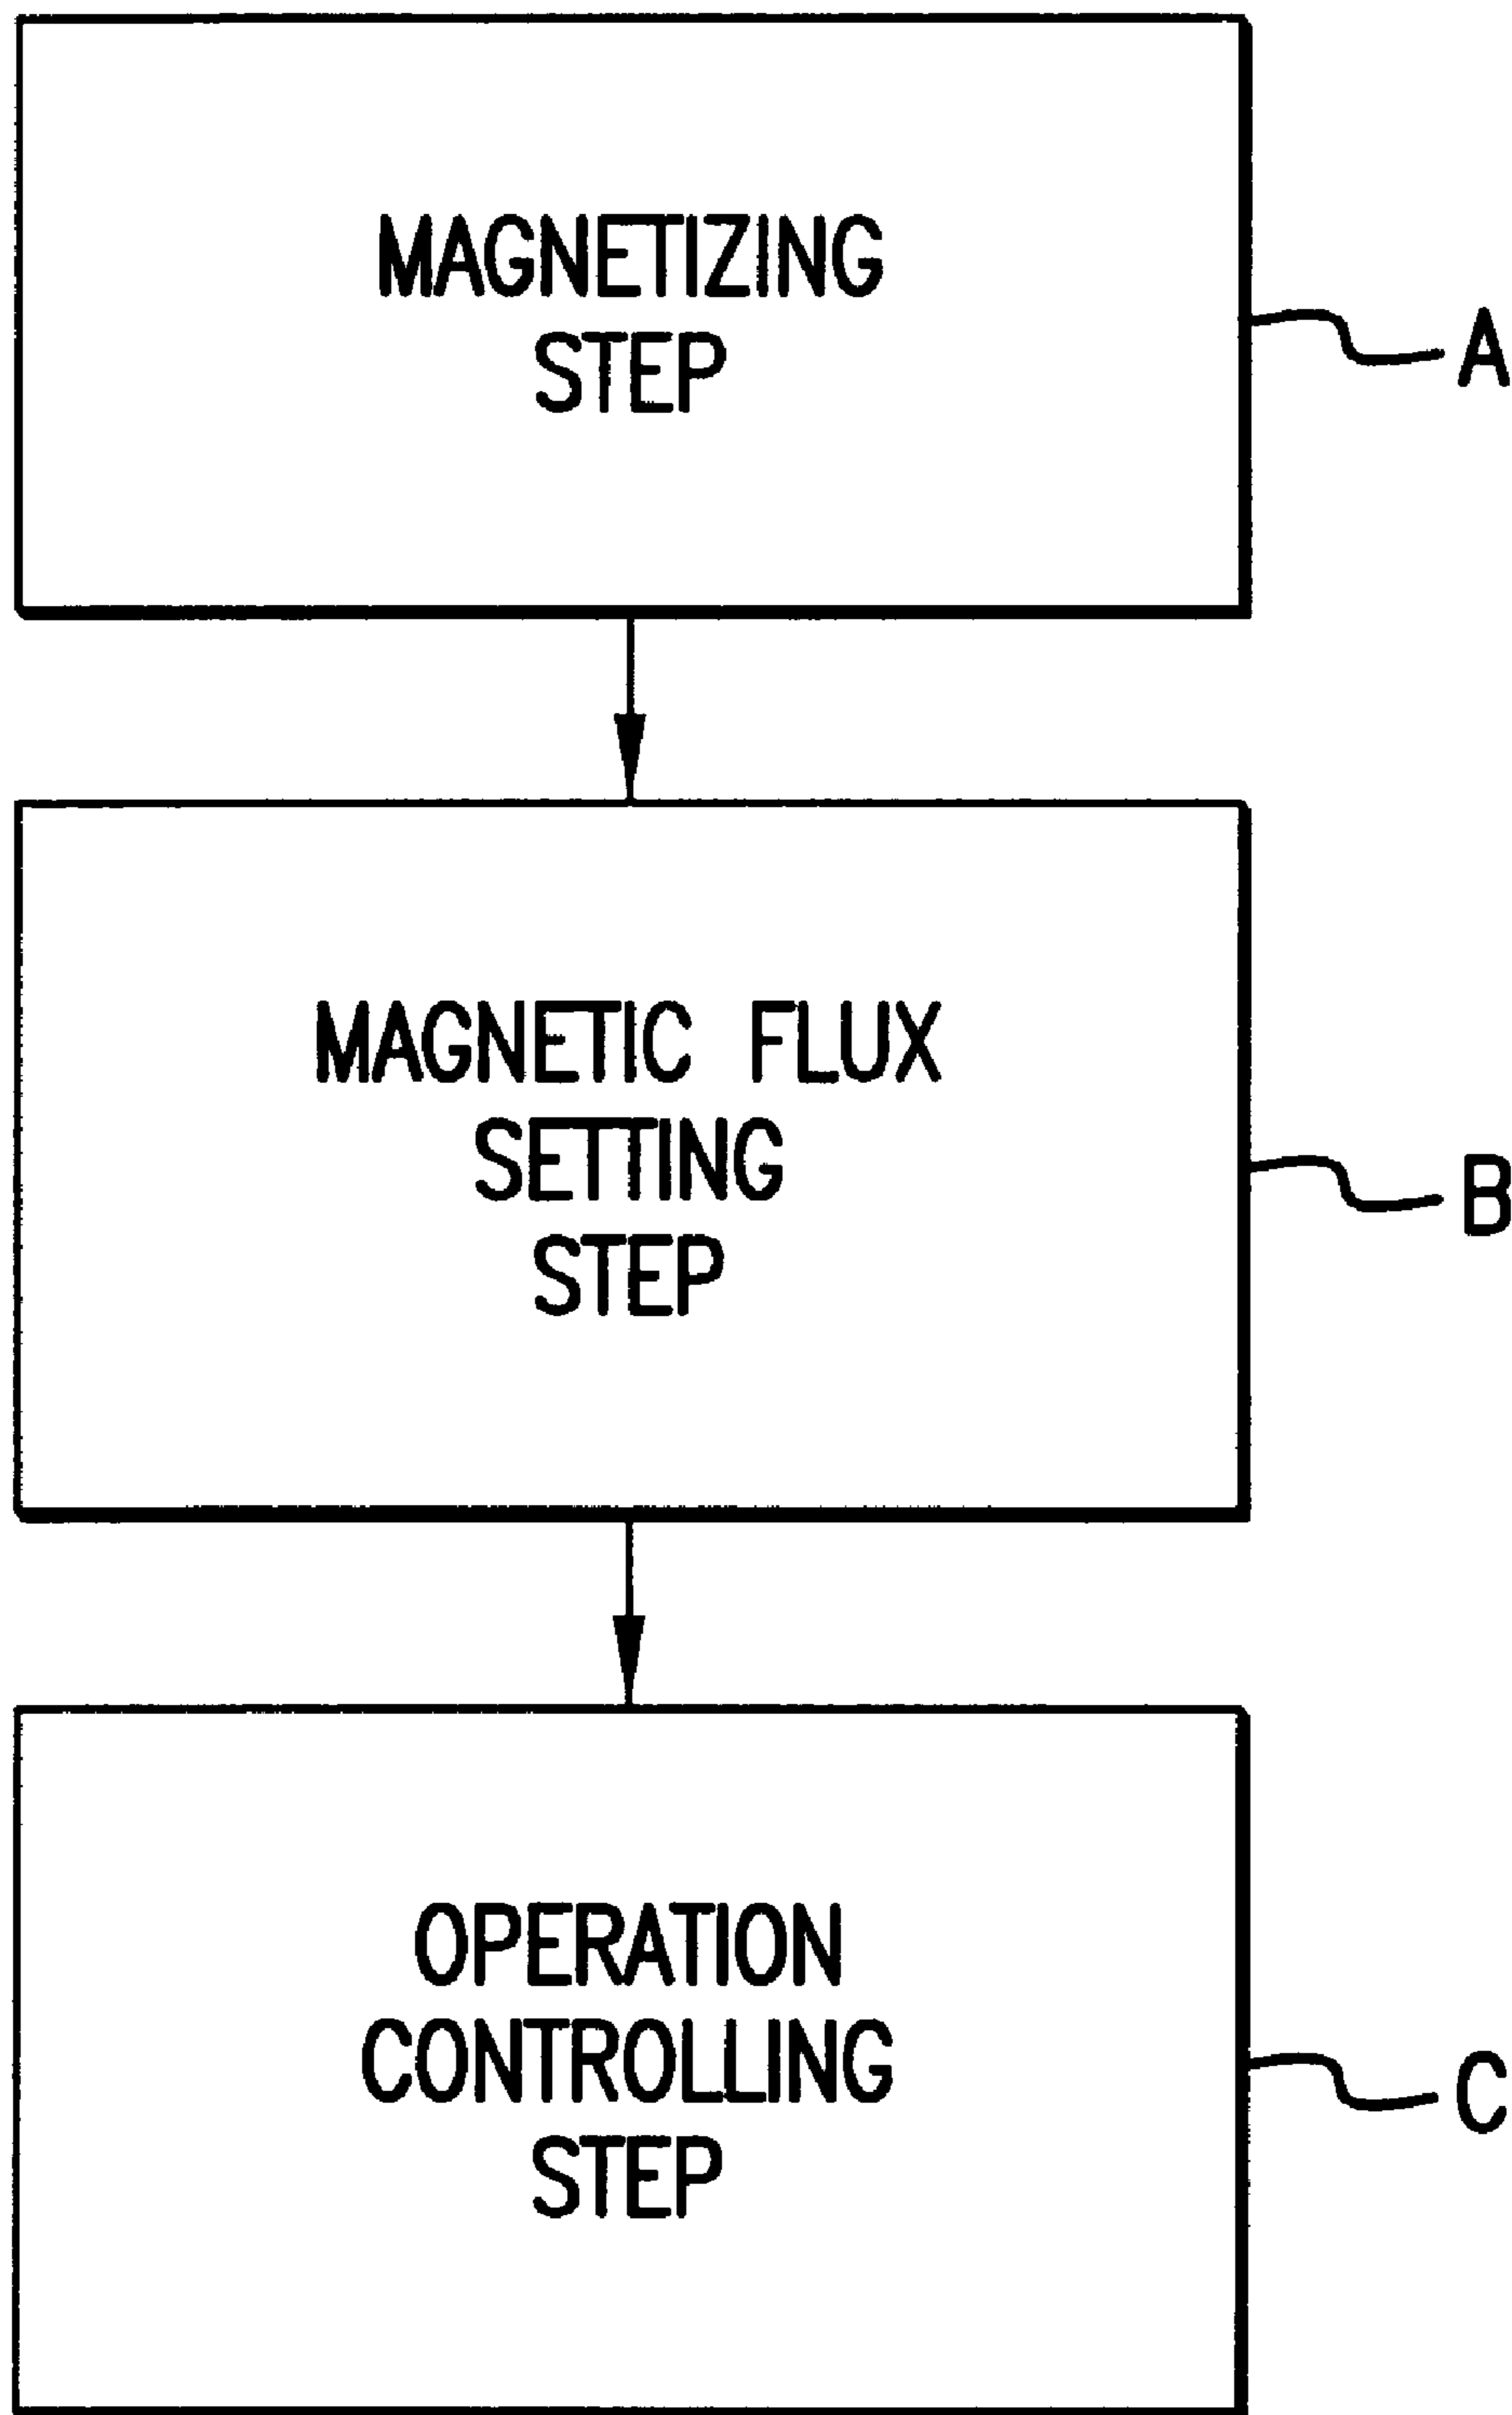 MAGNETIZING
STEP
A
MAGNETIC FLUX
SETTING
STEP
B
OPERATION
CONTROLLING
STEP
C